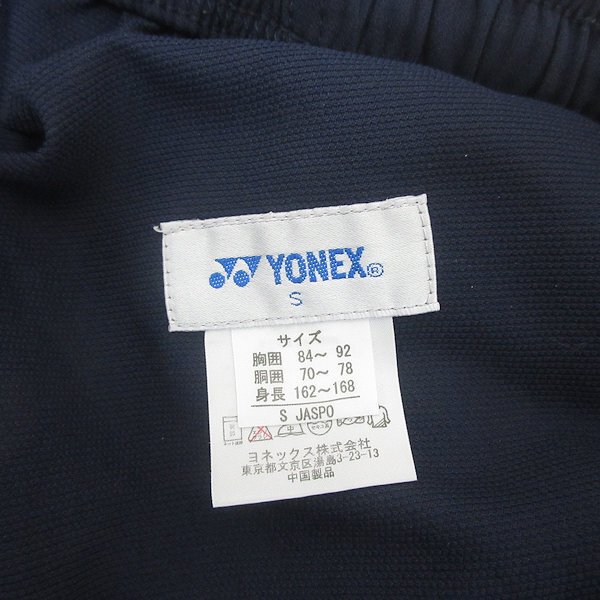 YONEX®
S
サイズ
胸囲 84～ 92
胴囲 70～ 78
身長 162～168
S JASPO
中
ヨネックス株式会社
東京都文京区湯島3-23-13
中国製品